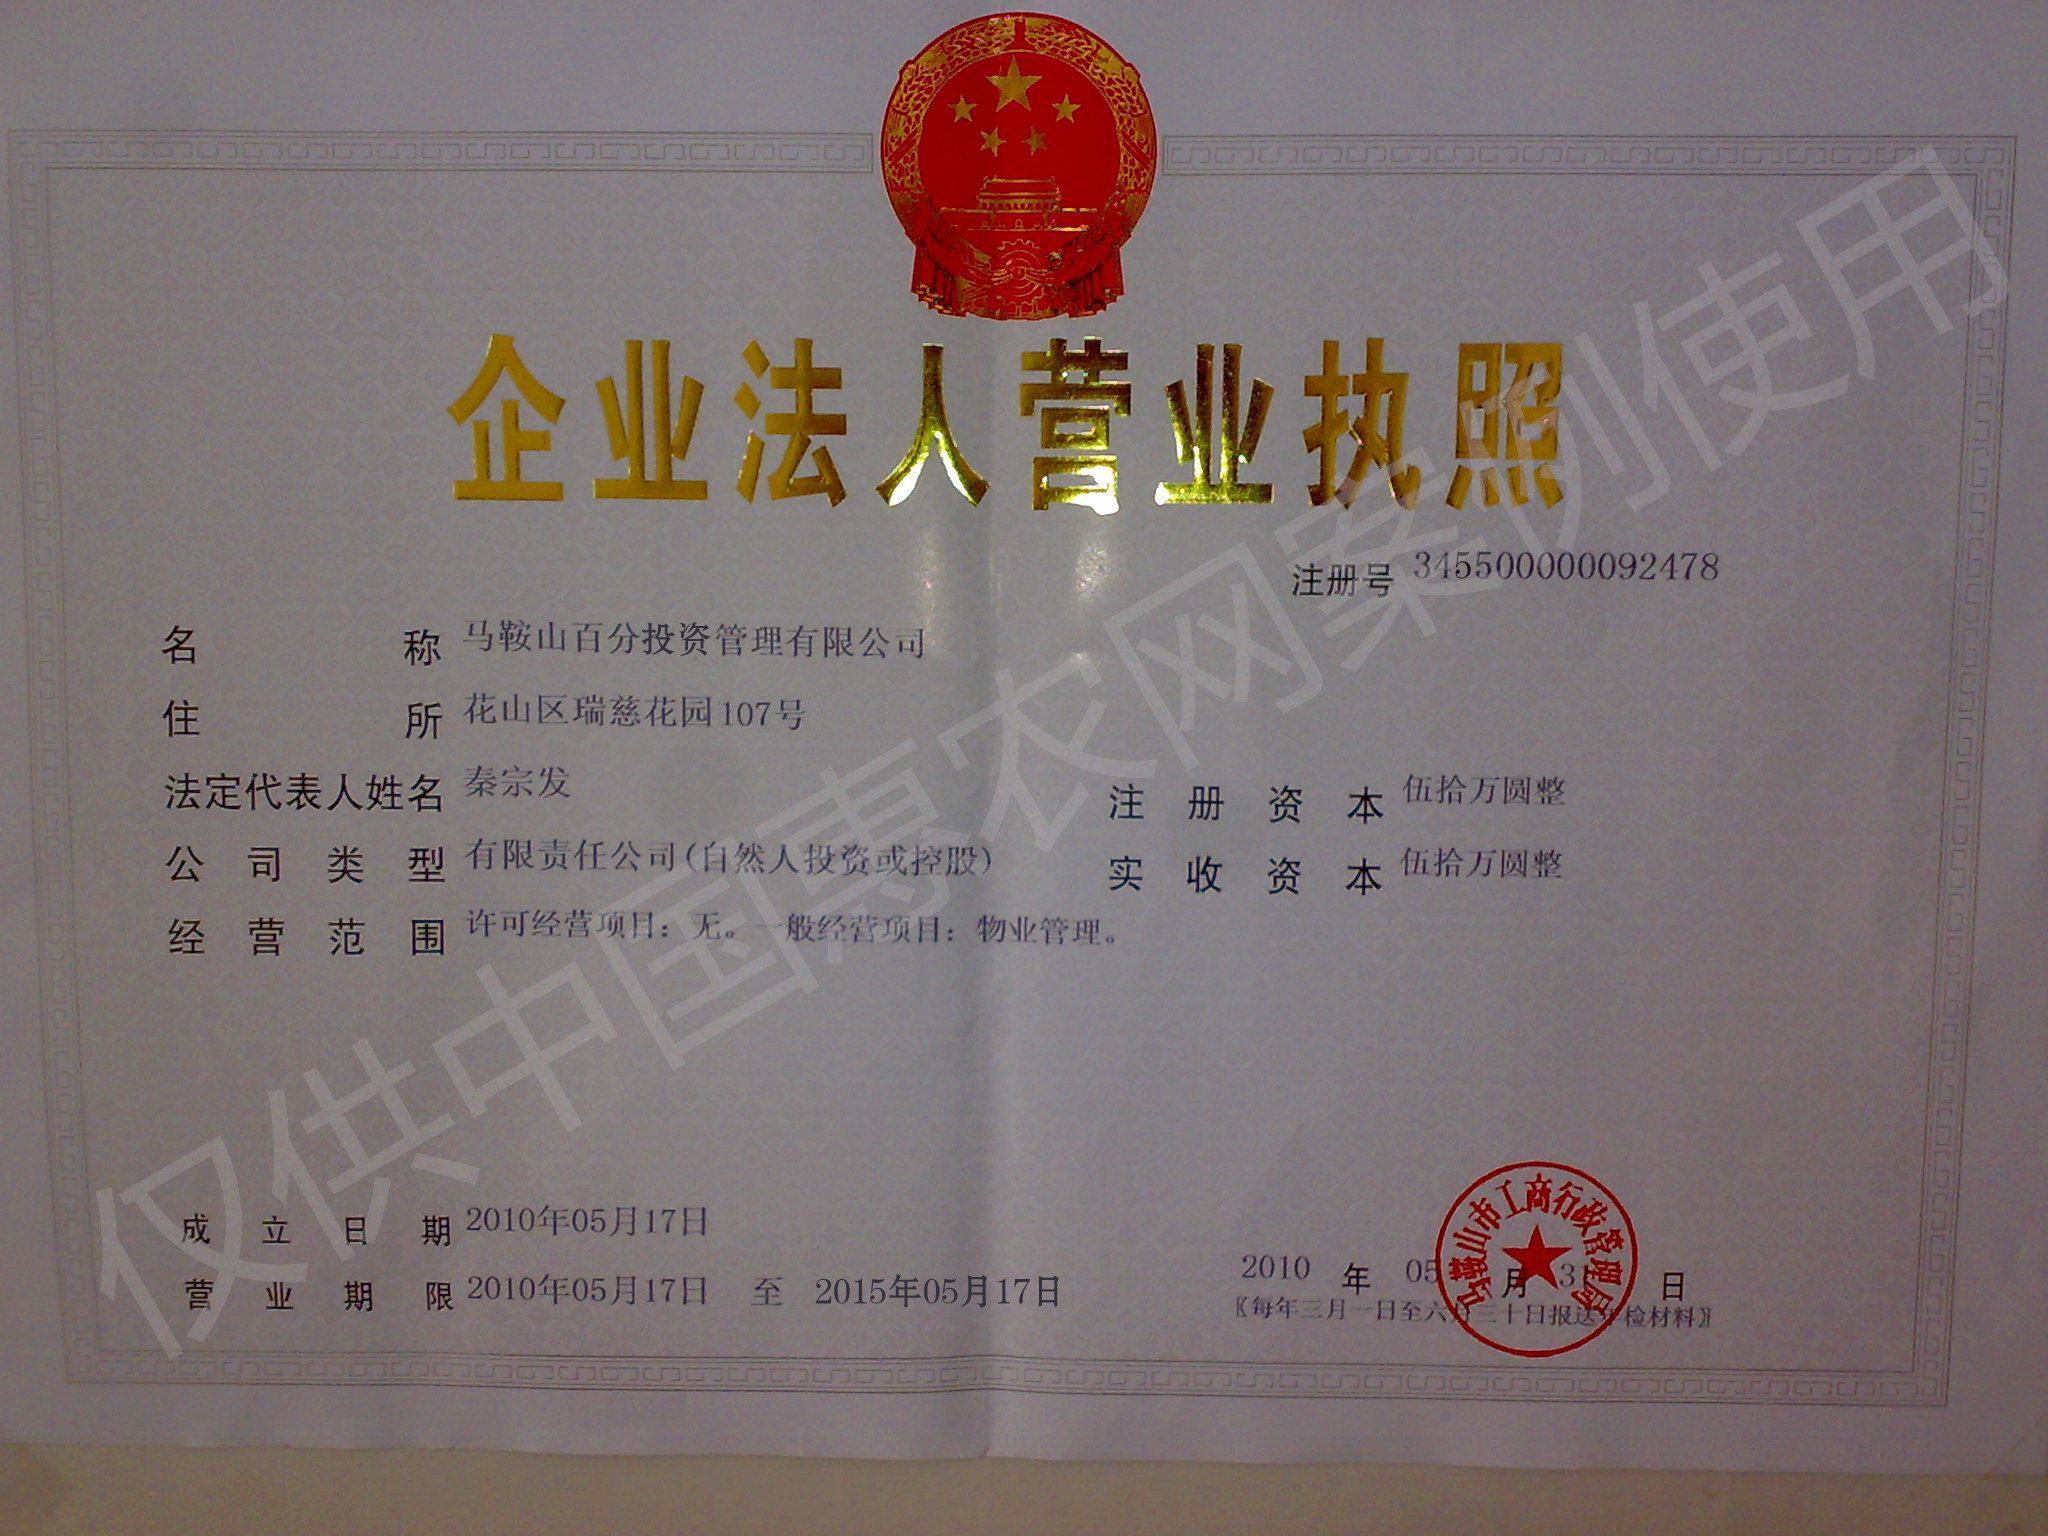 企业法人营业执照
注册号 345500000092478
名称 马鞍山百分投资管理有限公司
住所 花山区瑞慈花园107号
法定代表人姓名 秦宗发
注册资本 伍拾万圆整
公司类型 有限责任公司(自然人投资或控股)
实收资本 伍拾万圆整
经营范围 许可经营项目：无。一般经营项目：物业管理。
成立日期 2010年05月17日
营业期限 2010年05月17日 至 2015年05月17日
2010 年 05 月 31 日
《每年三月一日至六月三十日报送年检材料》
马鞍山市工商行政管理局
仅供中国惠农网案例使用